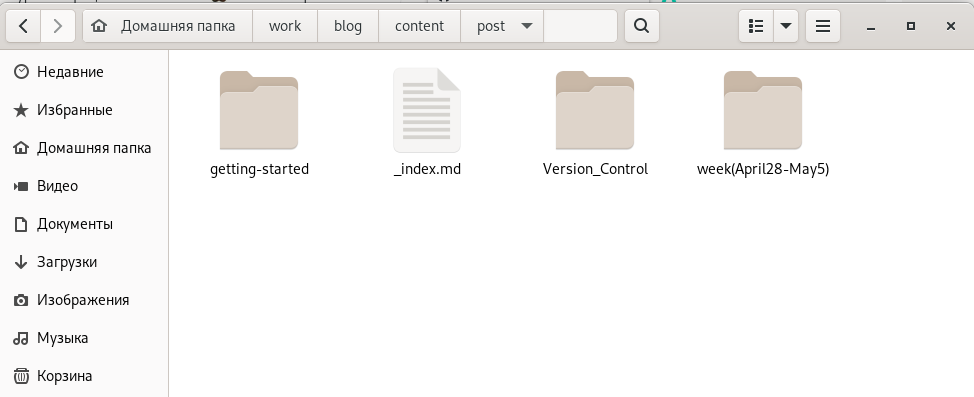 Домашняя папка work blog content post
Недавние
Избранные
Домашняя папка
Видео
Документы
Загрузки
Изображения
Музыка
Корзина
getting-started _index.md Version_Control week(April28-May5)